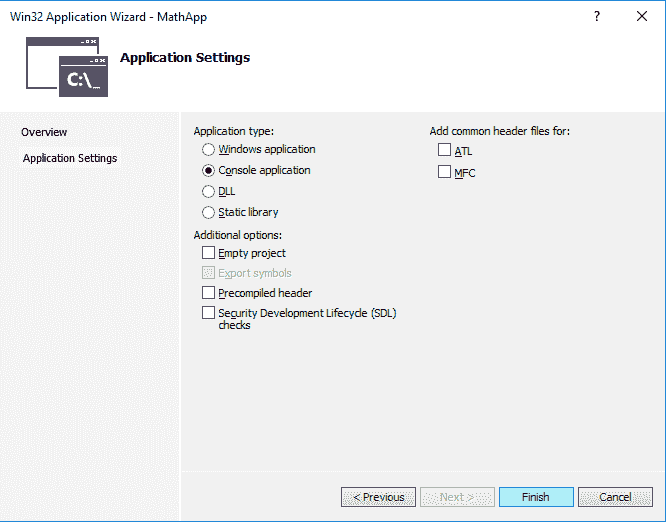 Win32 Application Wizard - MathApp
?
C:\_
Application Settings
Overview
Application Settings
Application type:
Windows application
Console application
DLL
Static library
Additional options:
Empty project
Export symbols
Precompiled header
Security Development Lifecycle (SDL)
checks
Add common header files for:
ATL
MFC
< Previous
Next >
Finish
Cancel